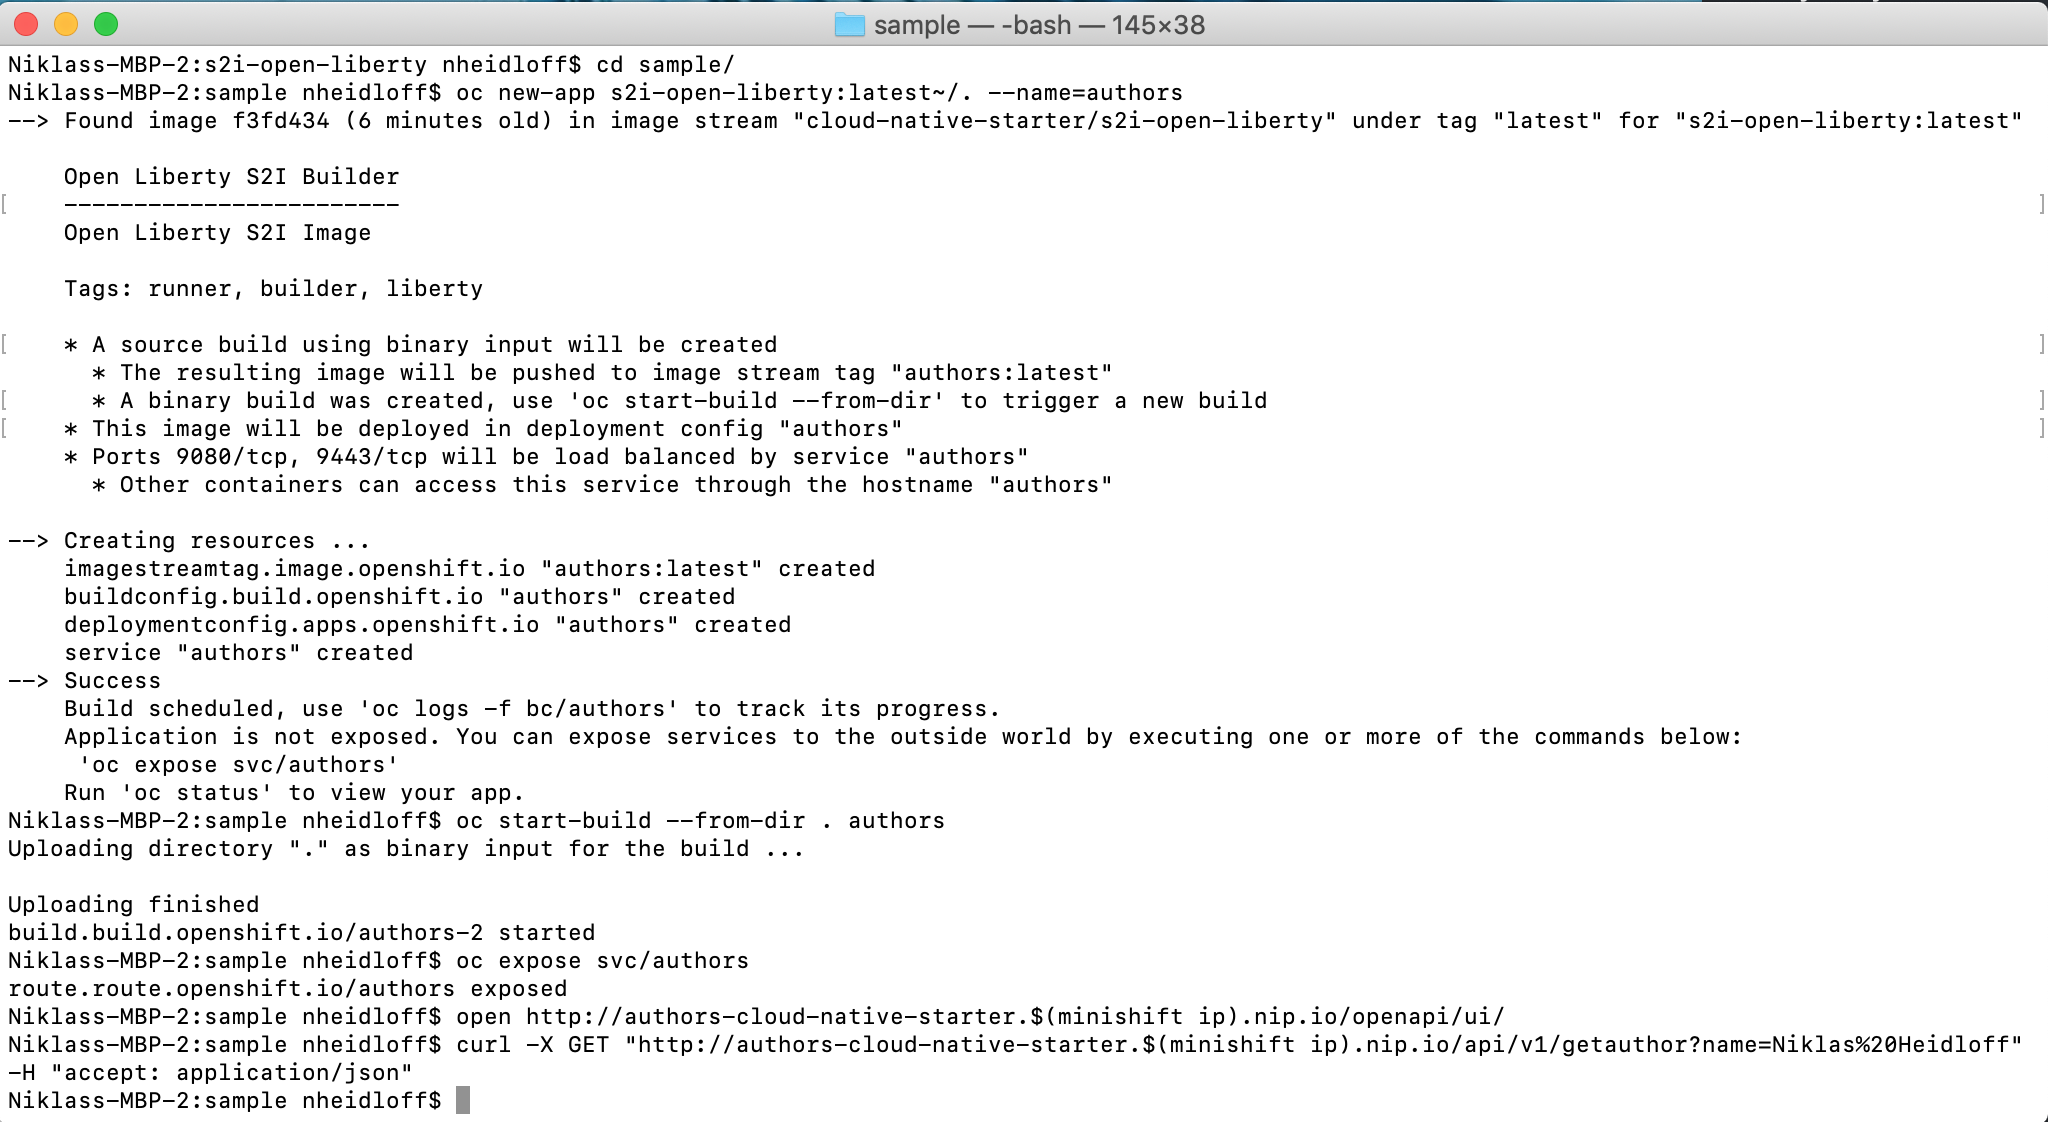 sample — -bash — 145×38
Niklass-MBP-2:s2i-open-liberty nheidloff$ cd sample/
Niklass-MBP-2:sample nheidloff$ oc new-app s2i-open-liberty:latest~/. --name=authors
--> Found image f3fd434 (6 minutes old) in image stream "cloud-native-starter/s2i-open-liberty" under tag "latest" for "s2i-open-liberty:latest"
    Open Liberty S2I Builder
[   ------------------------ ]
    Open Liberty S2I Image
    Tags: runner, builder, liberty
[   * A source build using binary input will be created ]
      * The resulting image will be pushed to image stream tag "authors:latest"
[     * A binary build was created, use 'oc start-build --from-dir' to trigger a new build ]
[   * This image will be deployed in deployment config "authors" ]
    * Ports 9080/tcp, 9443/tcp will be load balanced by service "authors"
      * Other containers can access this service through the hostname "authors"
--> Creating resources ...
    imagestreamtag.image.openshift.io "authors:latest" created
    buildconfig.build.openshift.io "authors" created
    deploymentconfig.apps.openshift.io "authors" created
    service "authors" created
--> Success
    Build scheduled, use 'oc logs -f bc/authors' to track its progress.
    Application is not exposed. You can expose services to the outside world by executing one or more of the commands below:
     'oc expose svc/authors'
    Run 'oc status' to view your app.
Niklass-MBP-2:sample nheidloff$ oc start-build --from-dir . authors
Uploading directory "." as binary input for the build ...
Uploading finished
build.build.openshift.io/authors-2 started
Niklass-MBP-2:sample nheidloff$ oc expose svc/authors
route.route.openshift.io/authors exposed
Niklass-MBP-2:sample nheidloff$ open http://authors-cloud-native-starter.$(minishift ip).nip.io/openapi/ui/
Niklass-MBP-2:sample nheidloff$ curl -X GET "http://authors-cloud-native-starter.$(minishift ip).nip.io/api/v1/getauthor?name=Niklas%20Heidloff"
-H "accept: application/json"
Niklass-MBP-2:sample nheidloff$